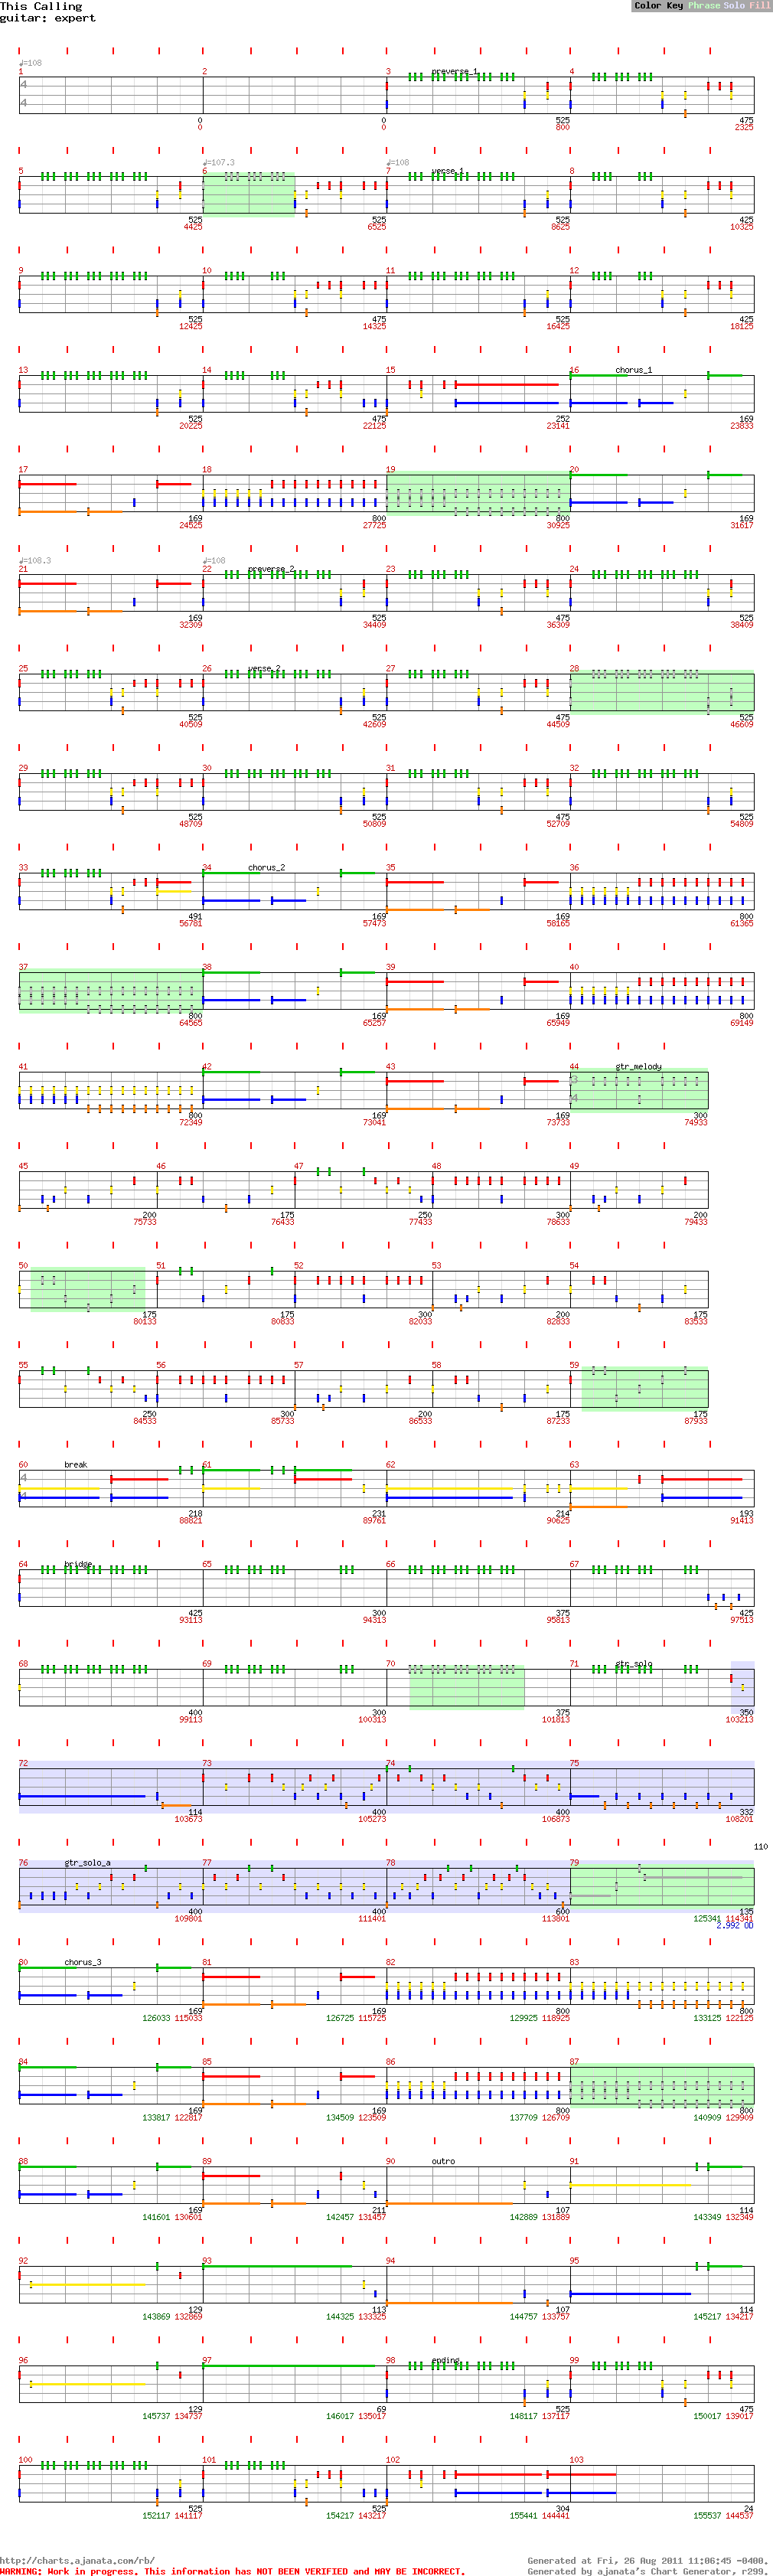 This Calling
Color Key Phrase Solo Fill
guitar: expert
♩=108
1 2 3 preverse_1 4
4
4
0 0 525 475
0 0 800 2325
♩=107.3 ♩=108
5 6 7 verse_1 8
525 525 525 425
4425 6525 8625 10325
9 10 11 12
525 475 525 425
12425 14325 16425 18125
13 14 15 16 chorus_1
525 475 252 169
20225 22125 23141 23833
17 18 19 20
169 800 800 169
24525 27725 30925 31617
♩=108.3 ♩=108
21 22 preverse_2 23 24
169 525 475 525
32309 34409 36309 38409
25 26 verse_2 27 28
525 525 475 525
40509 42609 44509 46609
29 30 31 32
525 525 475 525
48709 50809 52709 54809
33 34 chorus_2 35 36
491 169 169 800
56781 57473 58165 61365
37 38 39 40
800 169 169 800
64565 65257 65949 69149
41 42 43 44 gtr_melody
3
4
800 169 169 300
72349 73041 73733 74933
45 46 47 48 49
200 175 250 300 200
75733 76433 77433 78633 79433
50 51 52 53 54
175 175 300 200 175
80133 80833 82033 82833 83533
55 56 57 58 59
250 300 200 175 175
84533 85733 86533 87233 87933
60 break 61 62 63
4
4
218 231 214 193
88821 89761 90625 91413
64 bridge 65 66 67
425 300 375 425
93113 94313 95813 97513
68 69 70 71 gtr_solo
400 300 375 350
99113 100313 101813 103213
72 73 74 75
114 400 400 332
103673 105273 106873 108201
110
76 gtr_solo_a 77 78 79
400 400 600 135
109801 111401 113801 125341 114341
2.992 OD
80 chorus_3 81 82 83
169 169 800 800
126033 115033 126725 115725 129925 118925 133125 122125
84 85 86 87
169 169 800 800
133817 122817 134509 123509 137709 126709 140909 129909
88 89 90 outro 91
169 211 107 114
141601 130601 142457 131457 142889 131889 143349 132349
92 93 94 95
129 113 107 114
143869 132869 144325 133325 144757 133757 145217 134217
96 97 98 ending 99
129 69 525 475
145737 134737 146017 135017 148117 137117 150017 139017
100 101 102 103
525 525 304 24
152117 141117 154217 143217 155441 144441 155537 144537
http://charts.ajanata.com/rb/
Generated at Fri, 26 Aug 2011 11:06:45 -0400.
WARNING: Work in progress. This information has NOT BEEN VERIFIED and MAY BE INCORRECT.
Generated by ajanata's Chart Generator, r299.